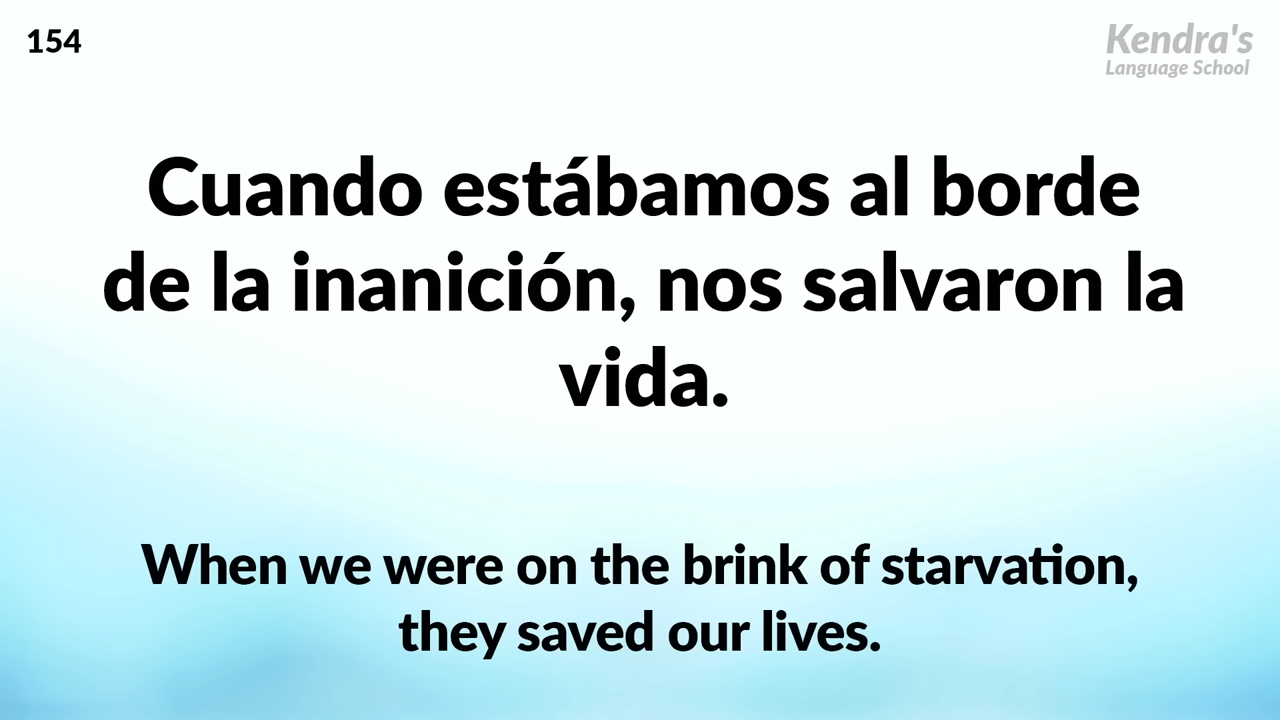 154
Kendra's
Language School
Cuando estábamos al borde
de la inanición, nos salvaron la
vida.
When we were on the brink of starvation,
they saved our lives.